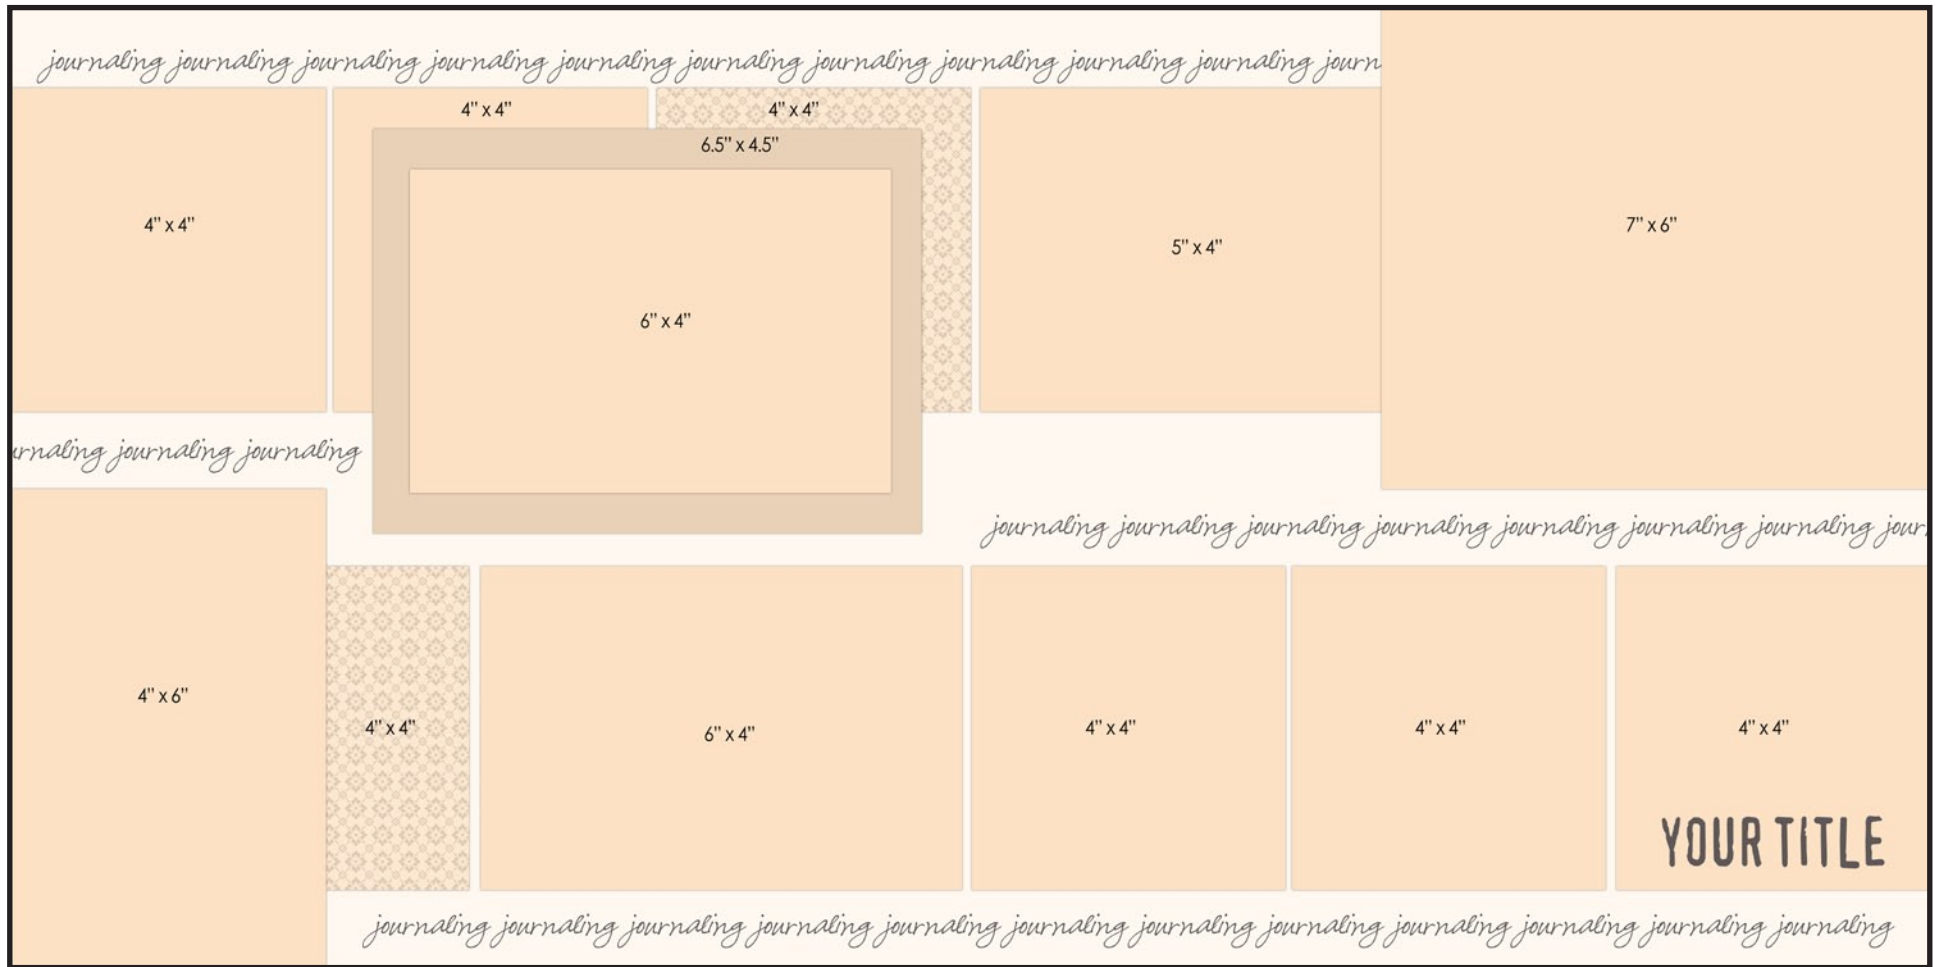 journaling journaling journaling journaling journaling journaling journaling journaling journaling journaling journ
4" x 4"
4" x 4"
6.5" x 4.5"
4" x 4"
7" x 6"
5" x 4"
6" x 4"
urnaling journaling journaling
journaling journaling journaling journaling journaling journaling journaling jour
4" x 6"
4" x 4"
6" x 4"
4" x 4"
4" x 4"
4" x 4"
YOUR TITLE
journaling journaling journaling journaling journaling journaling journaling journaling journaling journaling journaling journaling